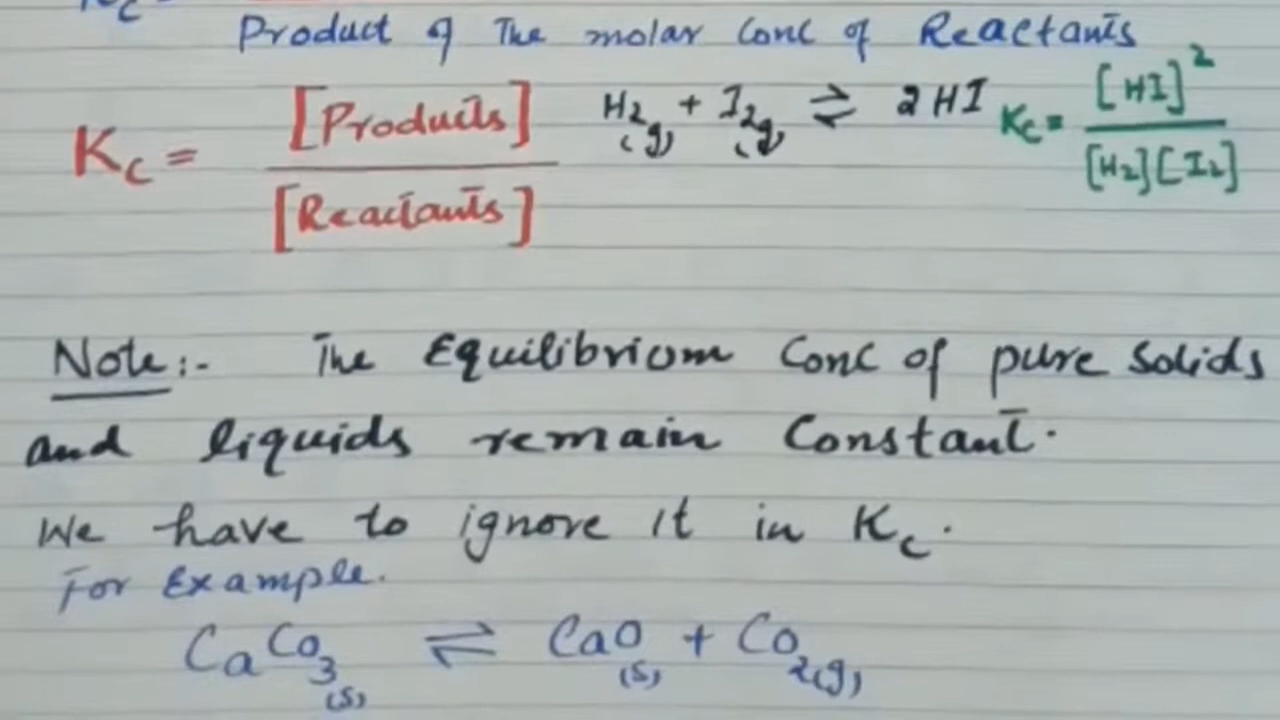 Kc =
Product of The molar Conc of Reactants
Kc = [Products] / [Reactants] H2(g) + I2(g) ⇌ 2HI Kc = [HI]² / [H2][I2]
Note:- The Equilibrium Conc of pure Solids
and liquids remain Constant.
We have to ignore it in Kc.
For Example.
CaCo3(s) ⇌ CaO(s) + Co2(g)